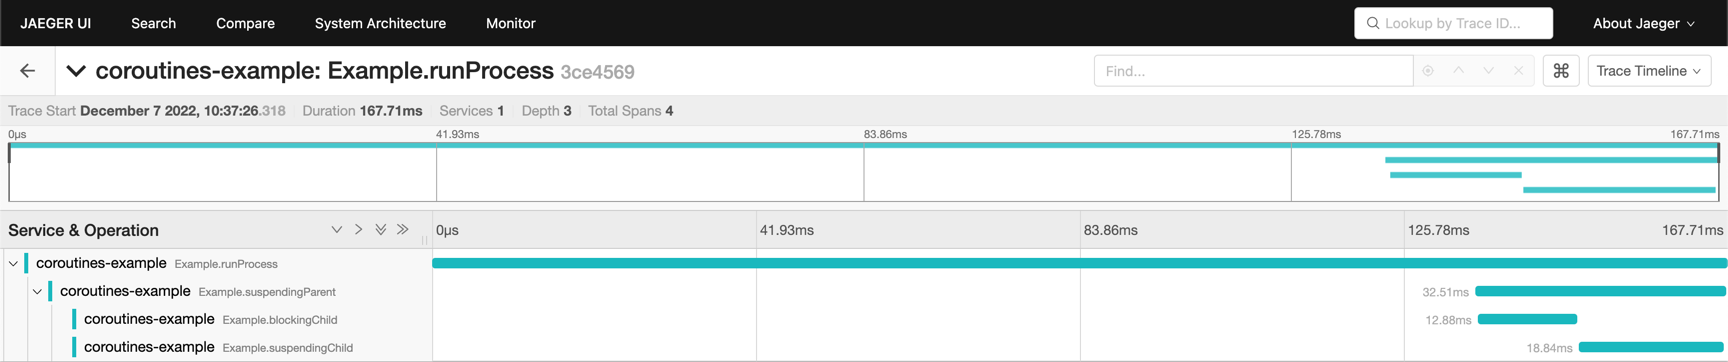 JAEGER UI Search Compare System Architecture Monitor Lookup by Trace ID... About Jaeger
coroutines-example: Example.runProcess 3ce4569 Find... ⌘ Trace Timeline
Trace Start December 7 2022, 10:37:26.318 Duration 167.71ms Services 1 Depth 3 Total Spans 4
0μs 41.93ms 83.86ms 125.78ms 167.71ms
Service & Operation 0μs 41.93ms 83.86ms 125.78ms 167.71ms
coroutines-example Example.runProcess
coroutines-example Example.suspendingParent 32.51ms
coroutines-example Example.blockingChild 12.88ms
coroutines-example Example.suspendingChild 18.84ms